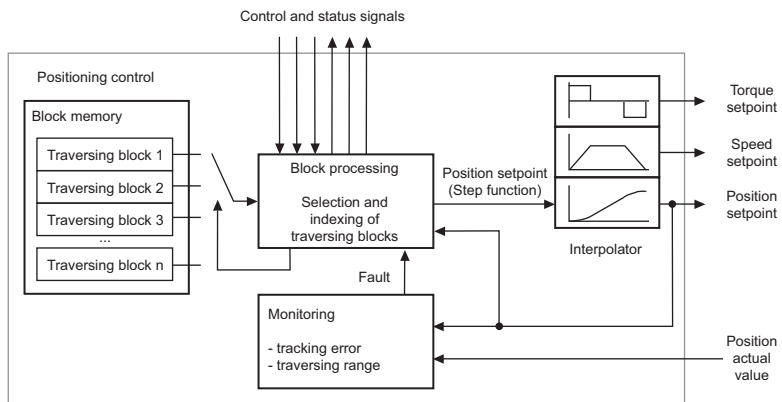 Control and status signals
Positioning control
Block memory
Traversing block 1
Traversing block 2
Traversing block 3
...
Traversing block n
Block processing
Selection and
indexing of
traversing blocks
Position setpoint
(Step function)
Interpolator
Torque
setpoint
Speed
setpoint
Position
setpoint
Fault
Monitoring
- tracking error
- traversing range
Position
actual
value